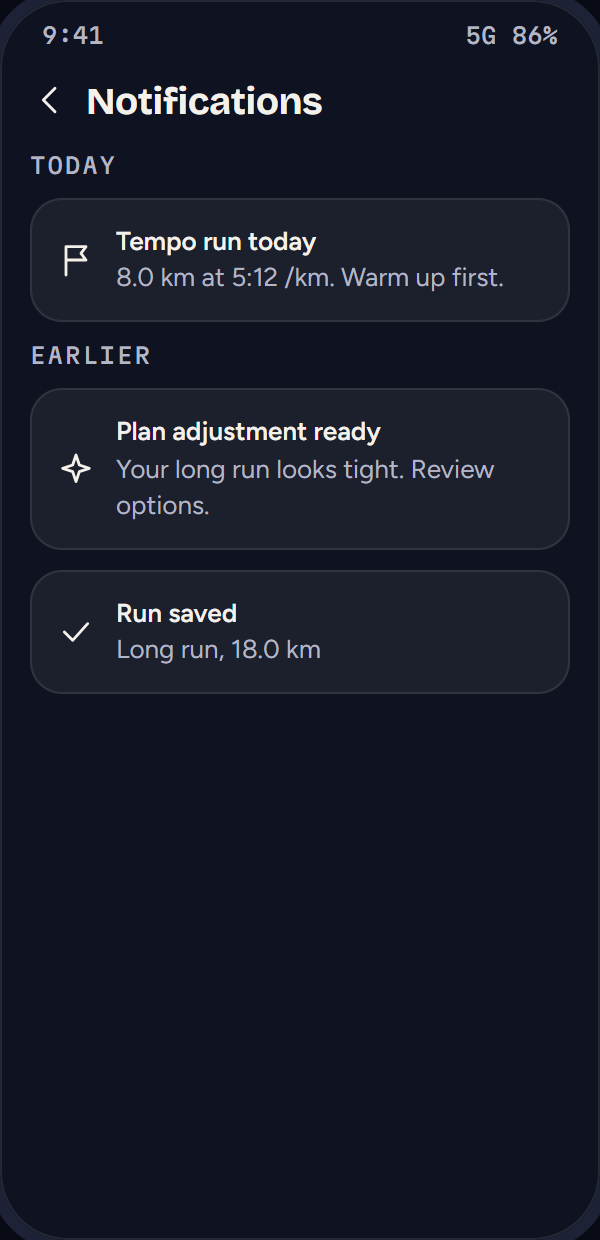 9:41
5G 86%
Notifications
TODAY
Tempo run today
8.0 km at 5:12 /km. Warm up first.
EARLIER
Plan adjustment ready
Your long run looks tight. Review
options.
Run saved
Long run, 18.0 km